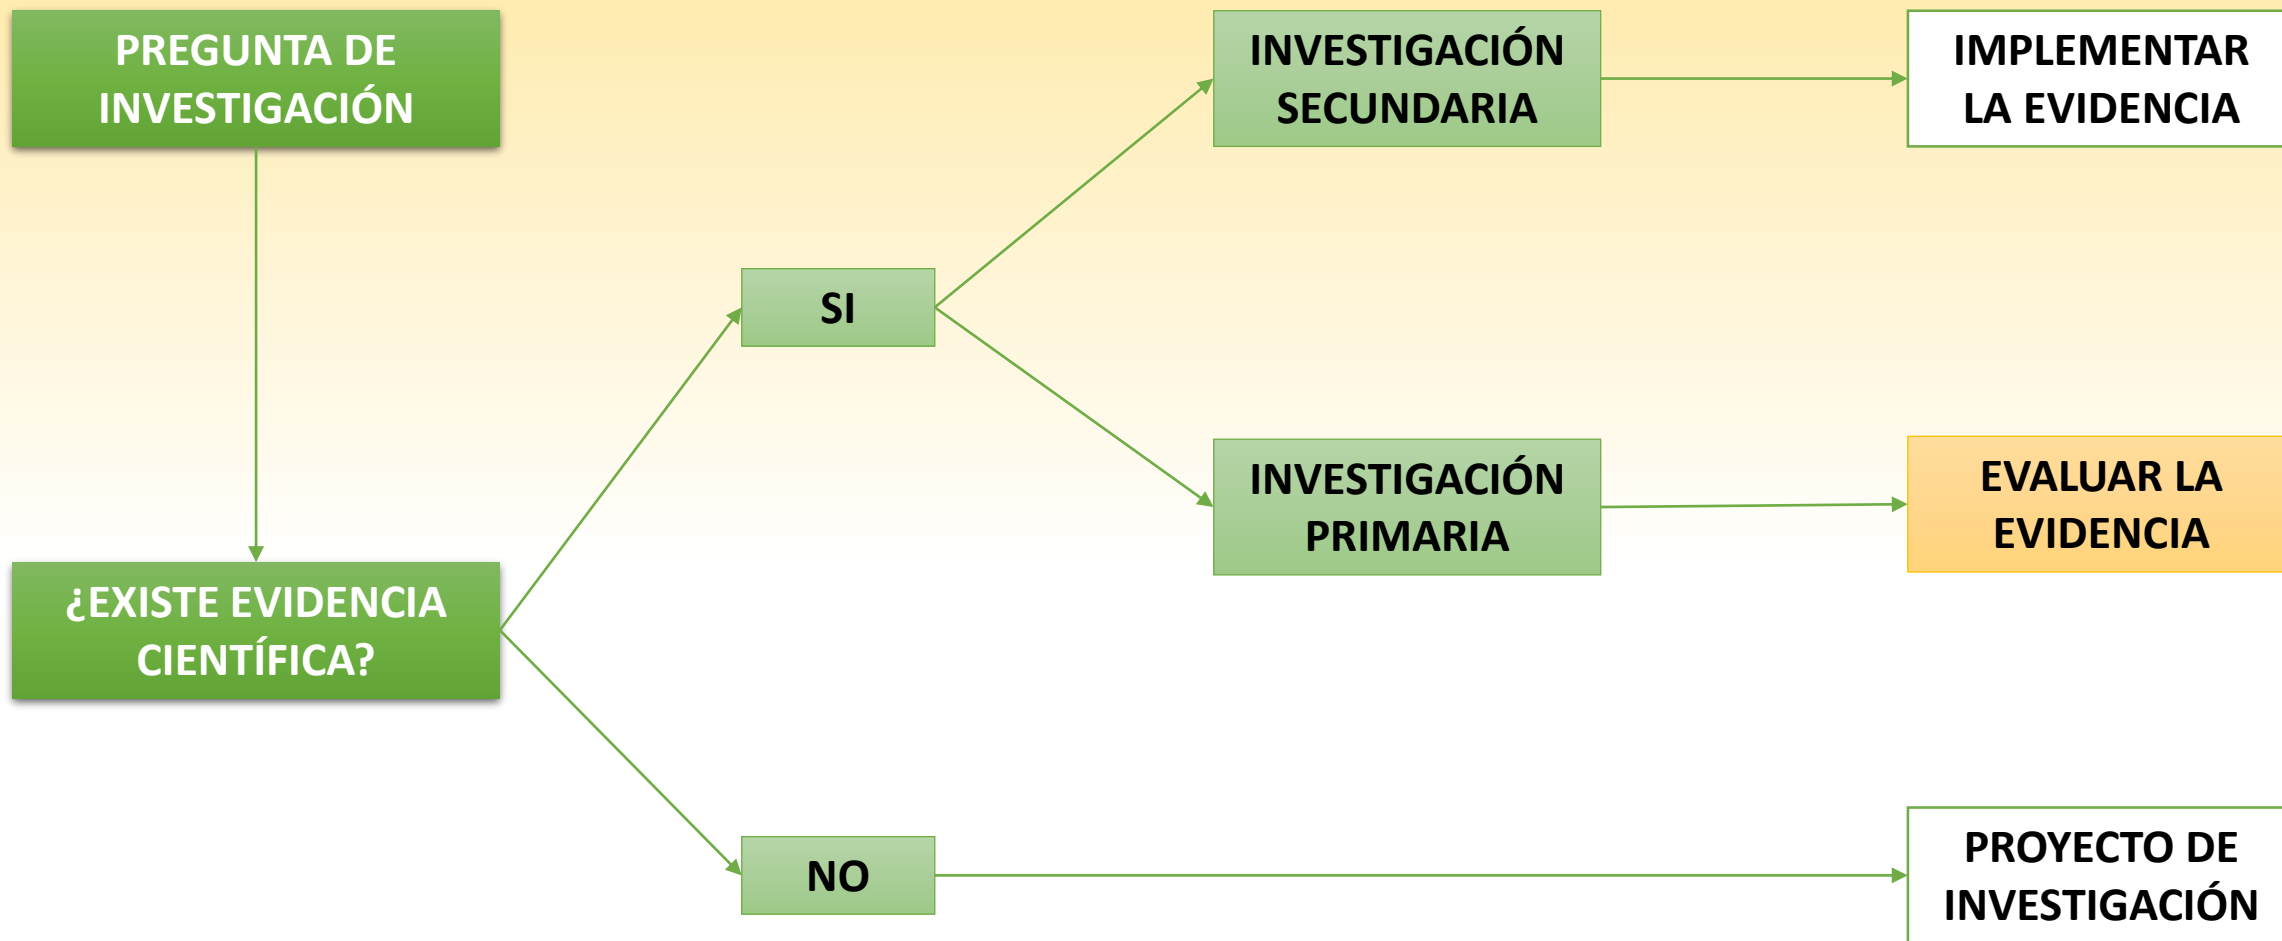 PREGUNTA DE
INVESTIGACIÓN
¿EXISTE EVIDENCIA
CIENTÍFICA?
SI
NO
INVESTIGACIÓN
SECUNDARIA
INVESTIGACIÓN
PRIMARIA
IMPLEMENTAR
LA EVIDENCIA
EVALUAR LA
EVIDENCIA
PROYECTO DE
INVESTIGACIÓN